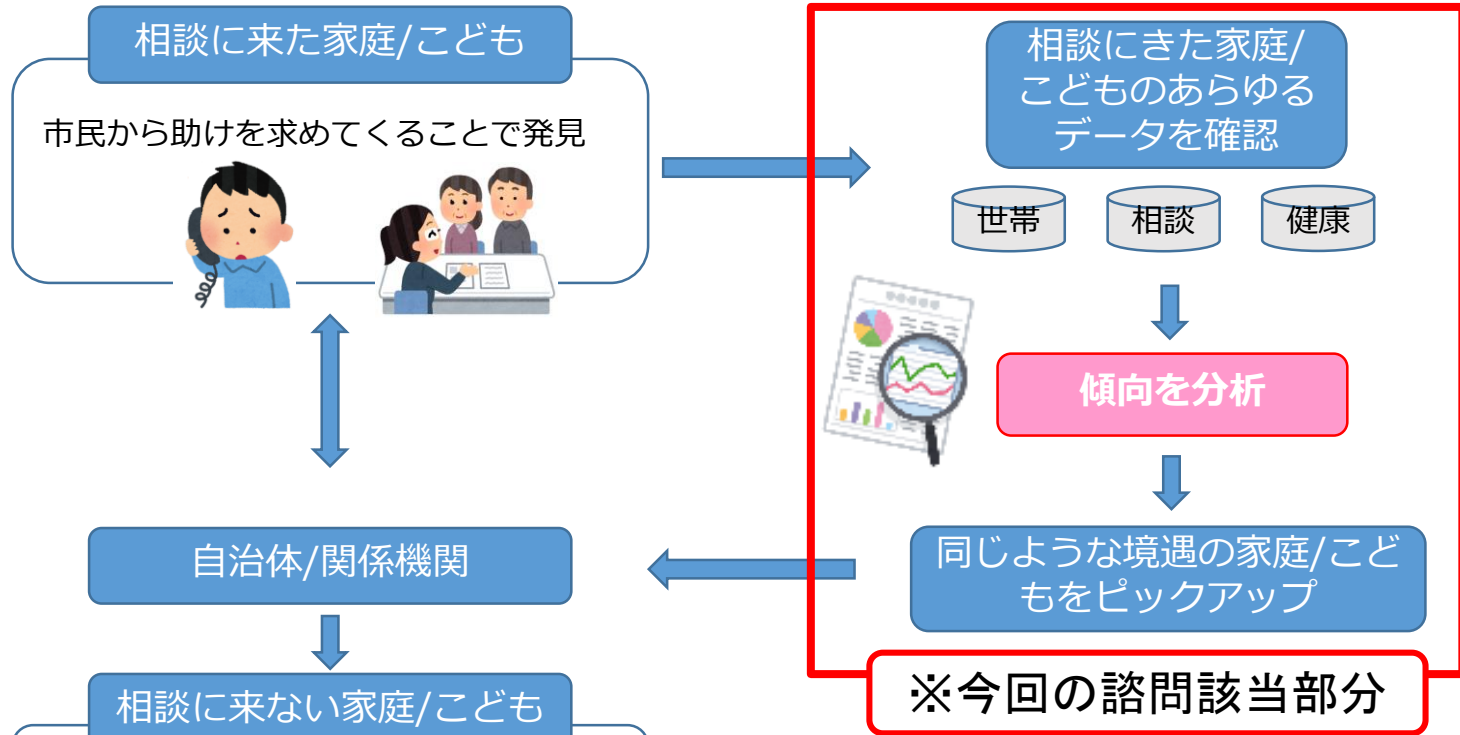 相談に来た家庭/こども
市民から助けを求めてくることで発見
相談にきた家庭/
こどものあらゆる
データを確認
世帯
相談
健康
傾向を分析
同じような境遇の家庭/こど
もをピックアップ
※今回の諮問該当部分
自治体/関係機関
相談に来ない家庭/こども